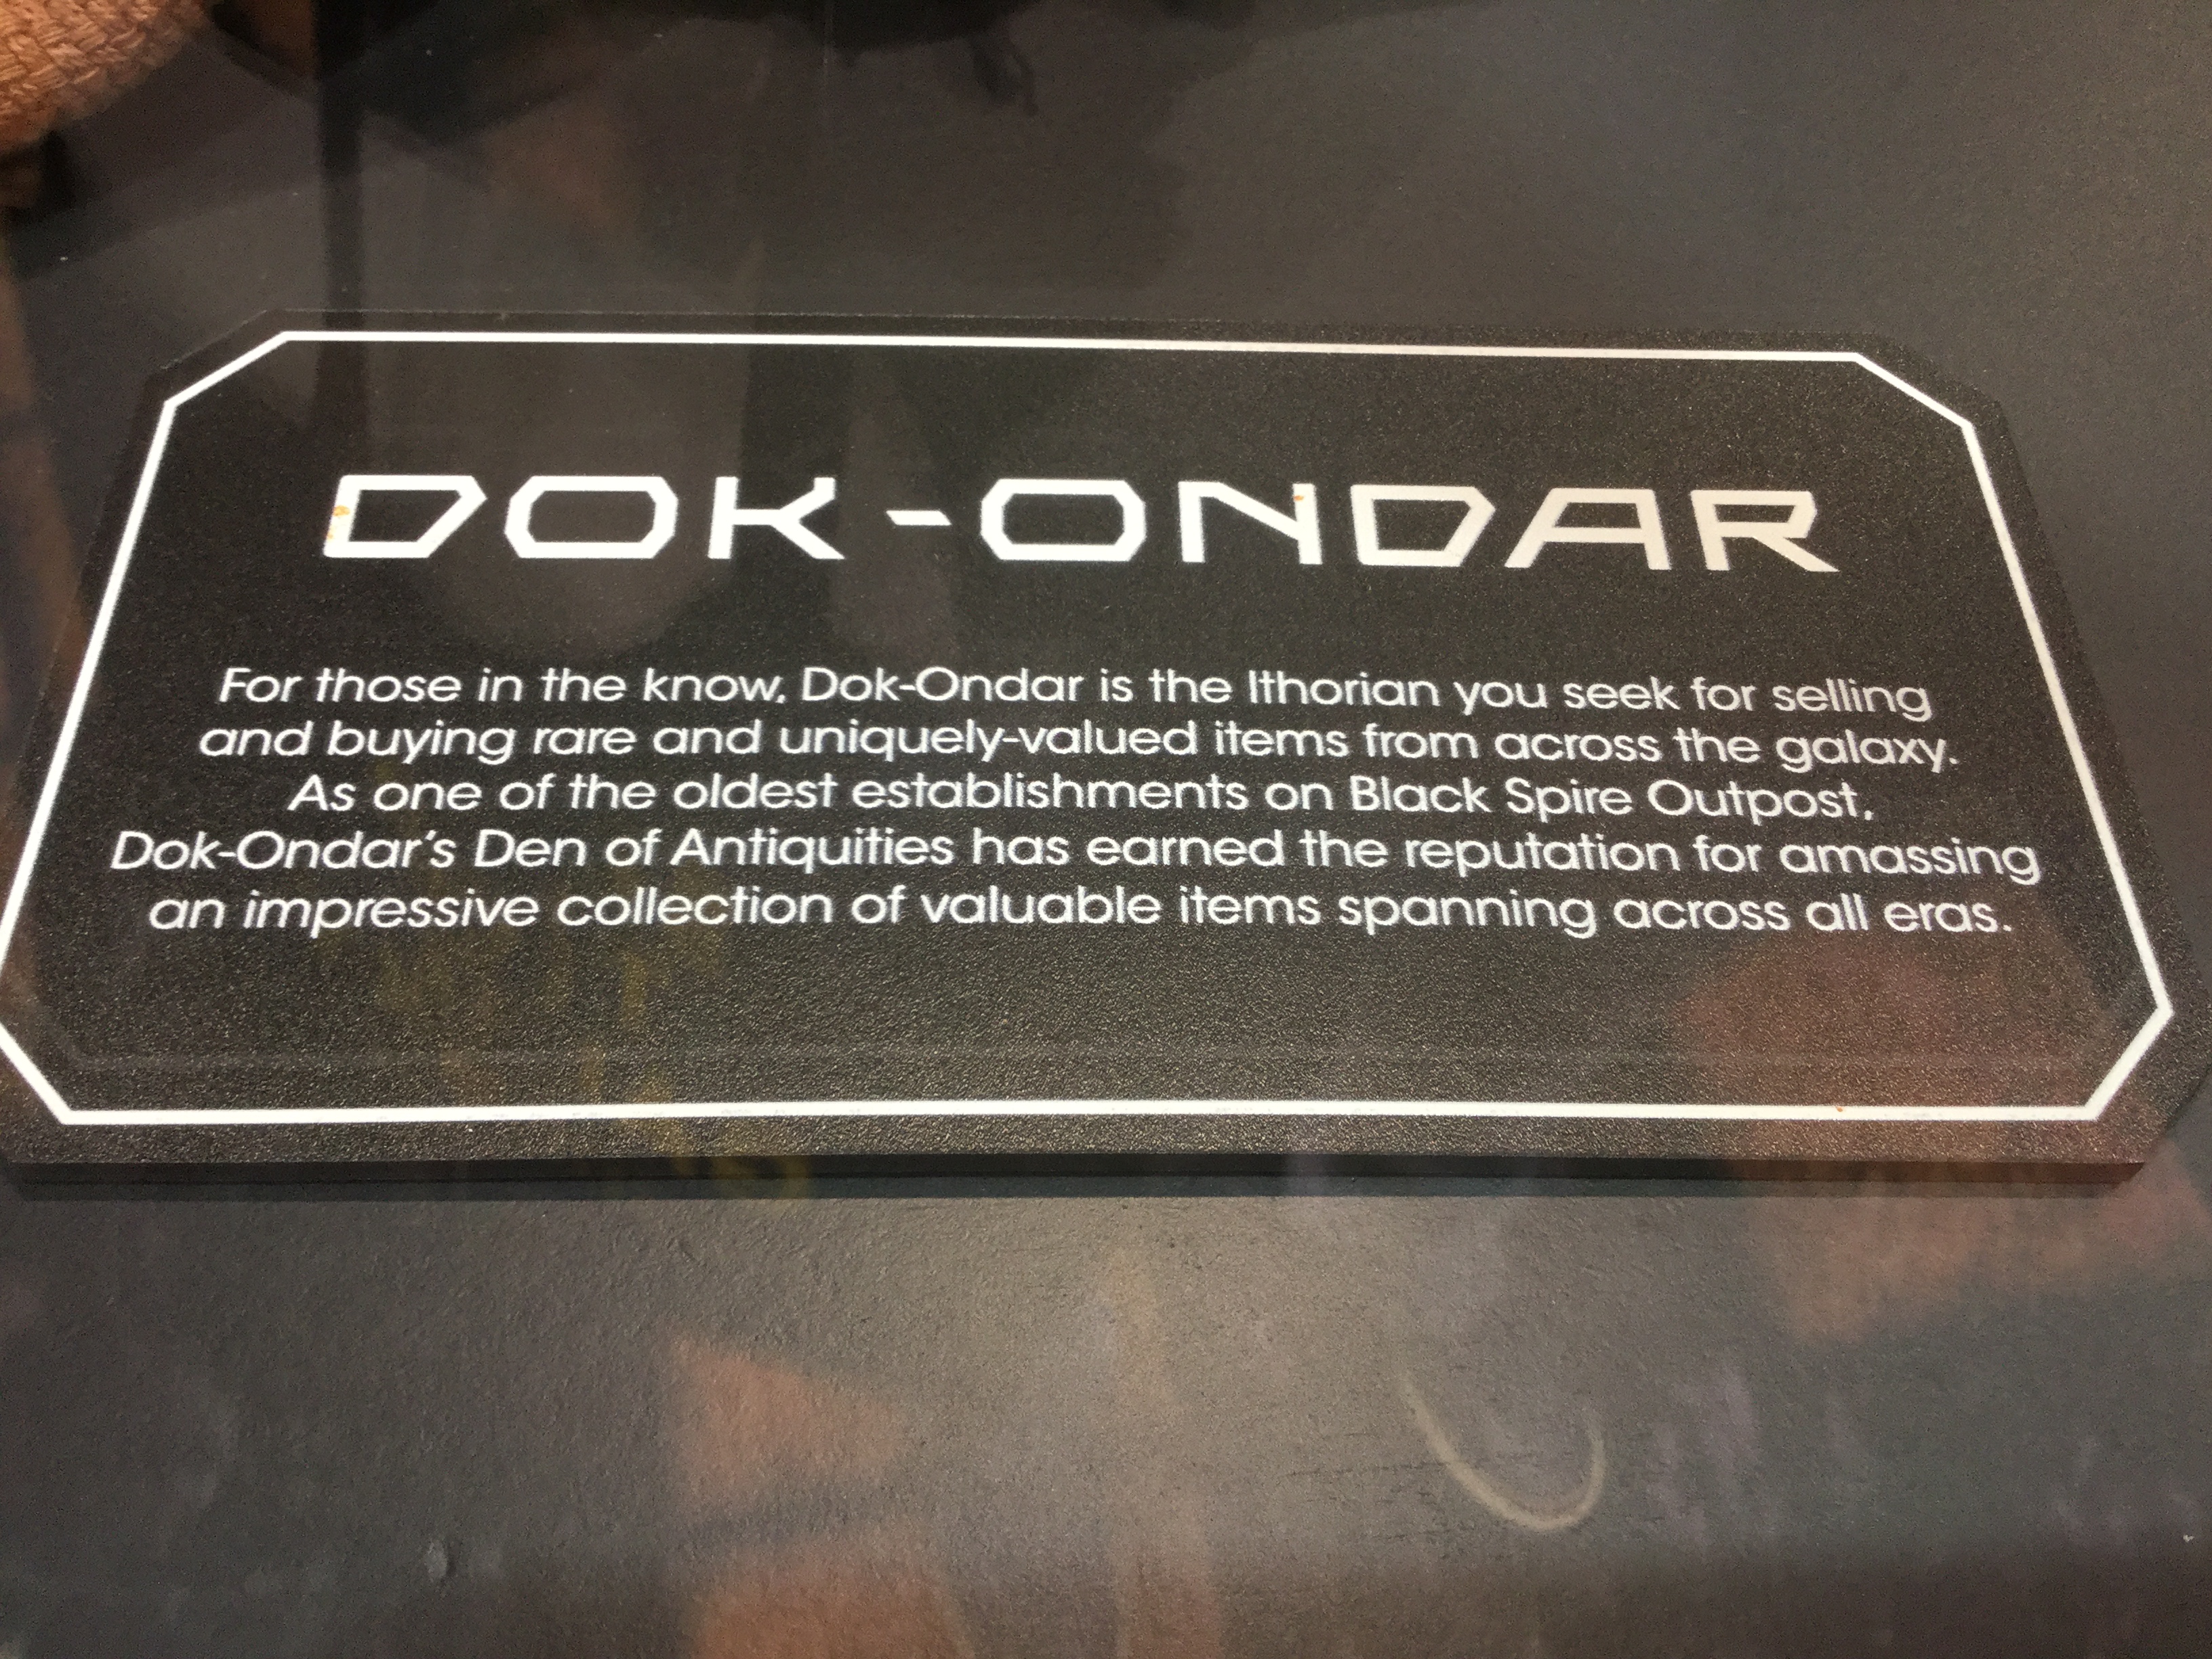 DOK-ONDAR
For those in the know, Dok-Ondar is the Ithorian you seek for selling
and buying rare and uniquely-valued items from across the galaxy.
As one of the oldest establishments on Black Spire Outpost,
Dok-Ondar's Den of Antiquities has earned the reputation for amassing
an impressive collection of valuable items spanning across all eras.